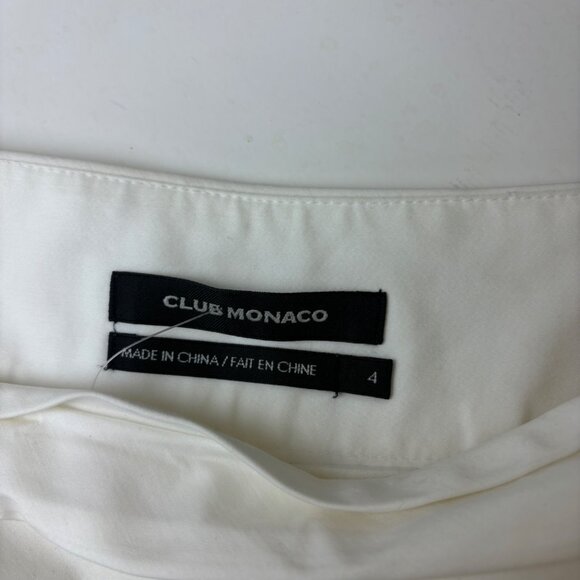 CLUB MONACO
MADE IN CHINA / FAIT EN CHINE 4